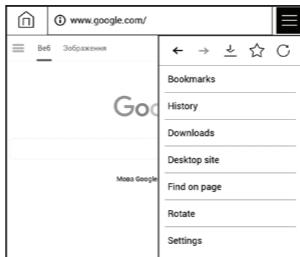 www.google.com/
Веб Зображення
Bookmarks
History
Goo
Downloads
Desktop site
Мова Google
Find on page
Rotate
Settings